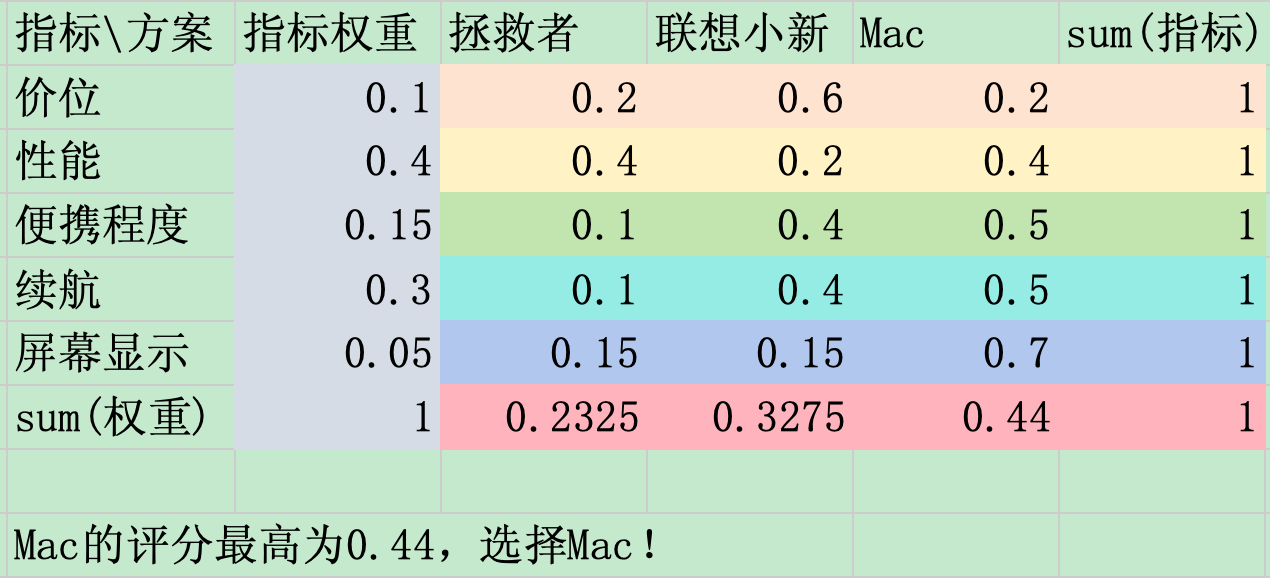 指标\方案 指标权重 拯救者 联想小新 Mac sum(指标)
价位 0.1 0.2 0.6 0.2 1
性能 0.4 0.4 0.2 0.4 1
便携程度 0.15 0.1 0.4 0.5 1
续航 0.3 0.1 0.4 0.5 1
屏幕显示 0.05 0.15 0.15 0.7 1
sum(权重) 1 0.2325 0.3275 0.44 1
Mac的评分最高为0.44，选择Mac！